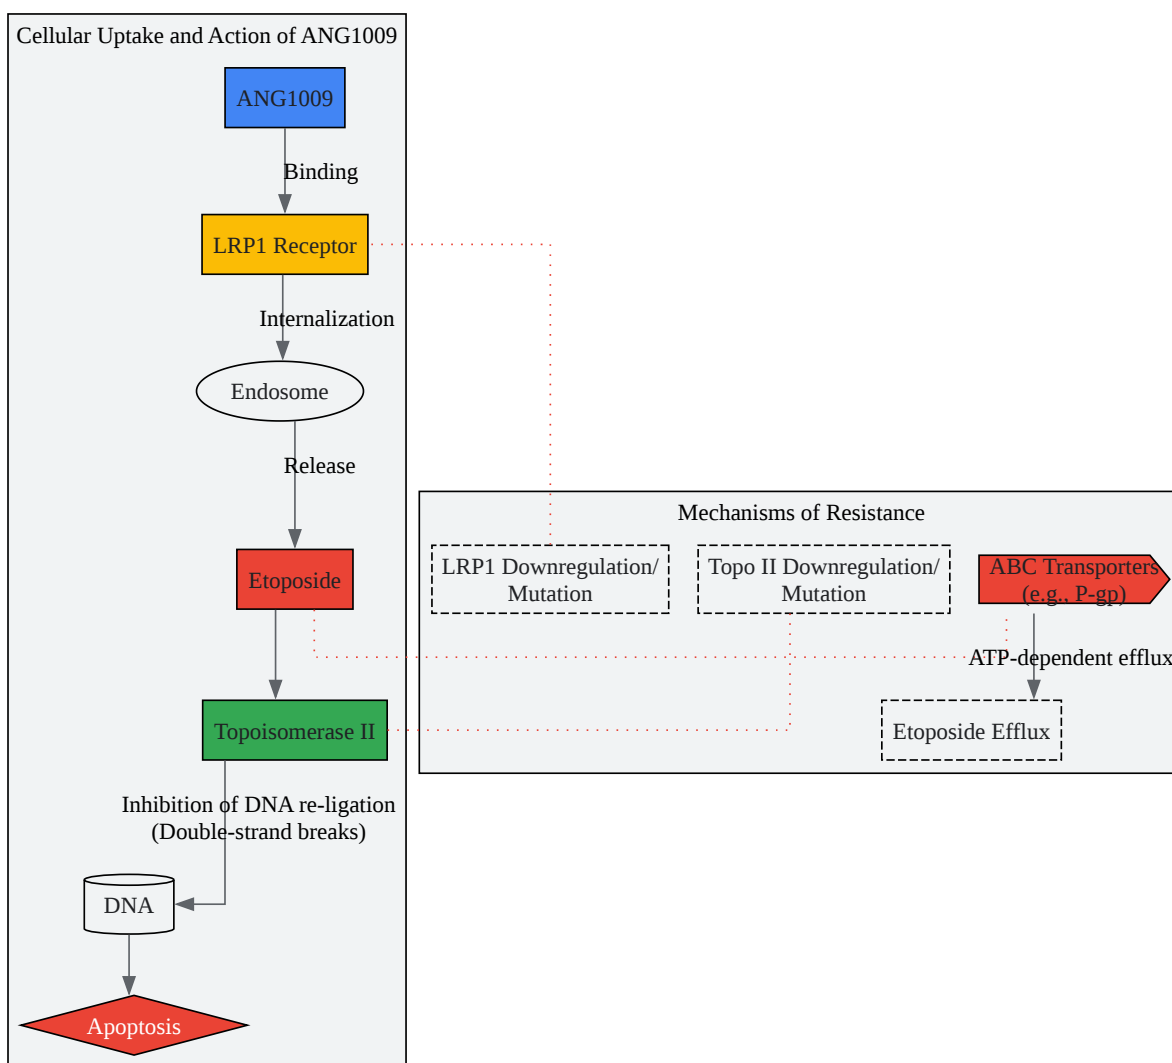 Cellular Uptake and Action of ANG1009
ANG1009
Binding
LRP1 Receptor
Internalization
Endosome
Release
Etoposide
Topoisomerase II
Inhibition of DNA re-ligation
(Double-strand breaks)
DNA
Apoptosis
Mechanisms of Resistance
LRP1 Downregulation/
Mutation
Topo II Downregulation/
Mutation
ABC Transporters
(e.g., P-gp)
ATP-dependent efflux
Etoposide Efflux